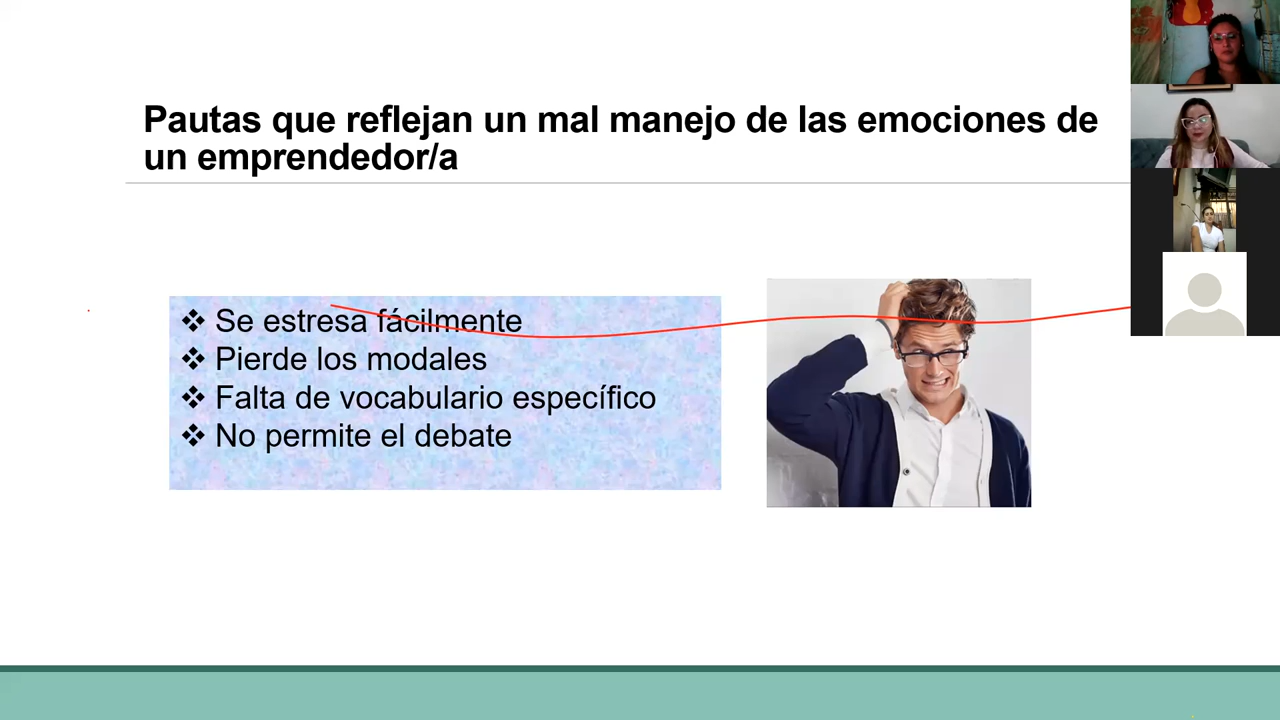 Pautas que reflejan un mal manejo de las emociones de
un emprendedor/a
❖ Se estresa fácilmente
❖ Pierde los modales
❖ Falta de vocabulario específico
❖ No permite el debate